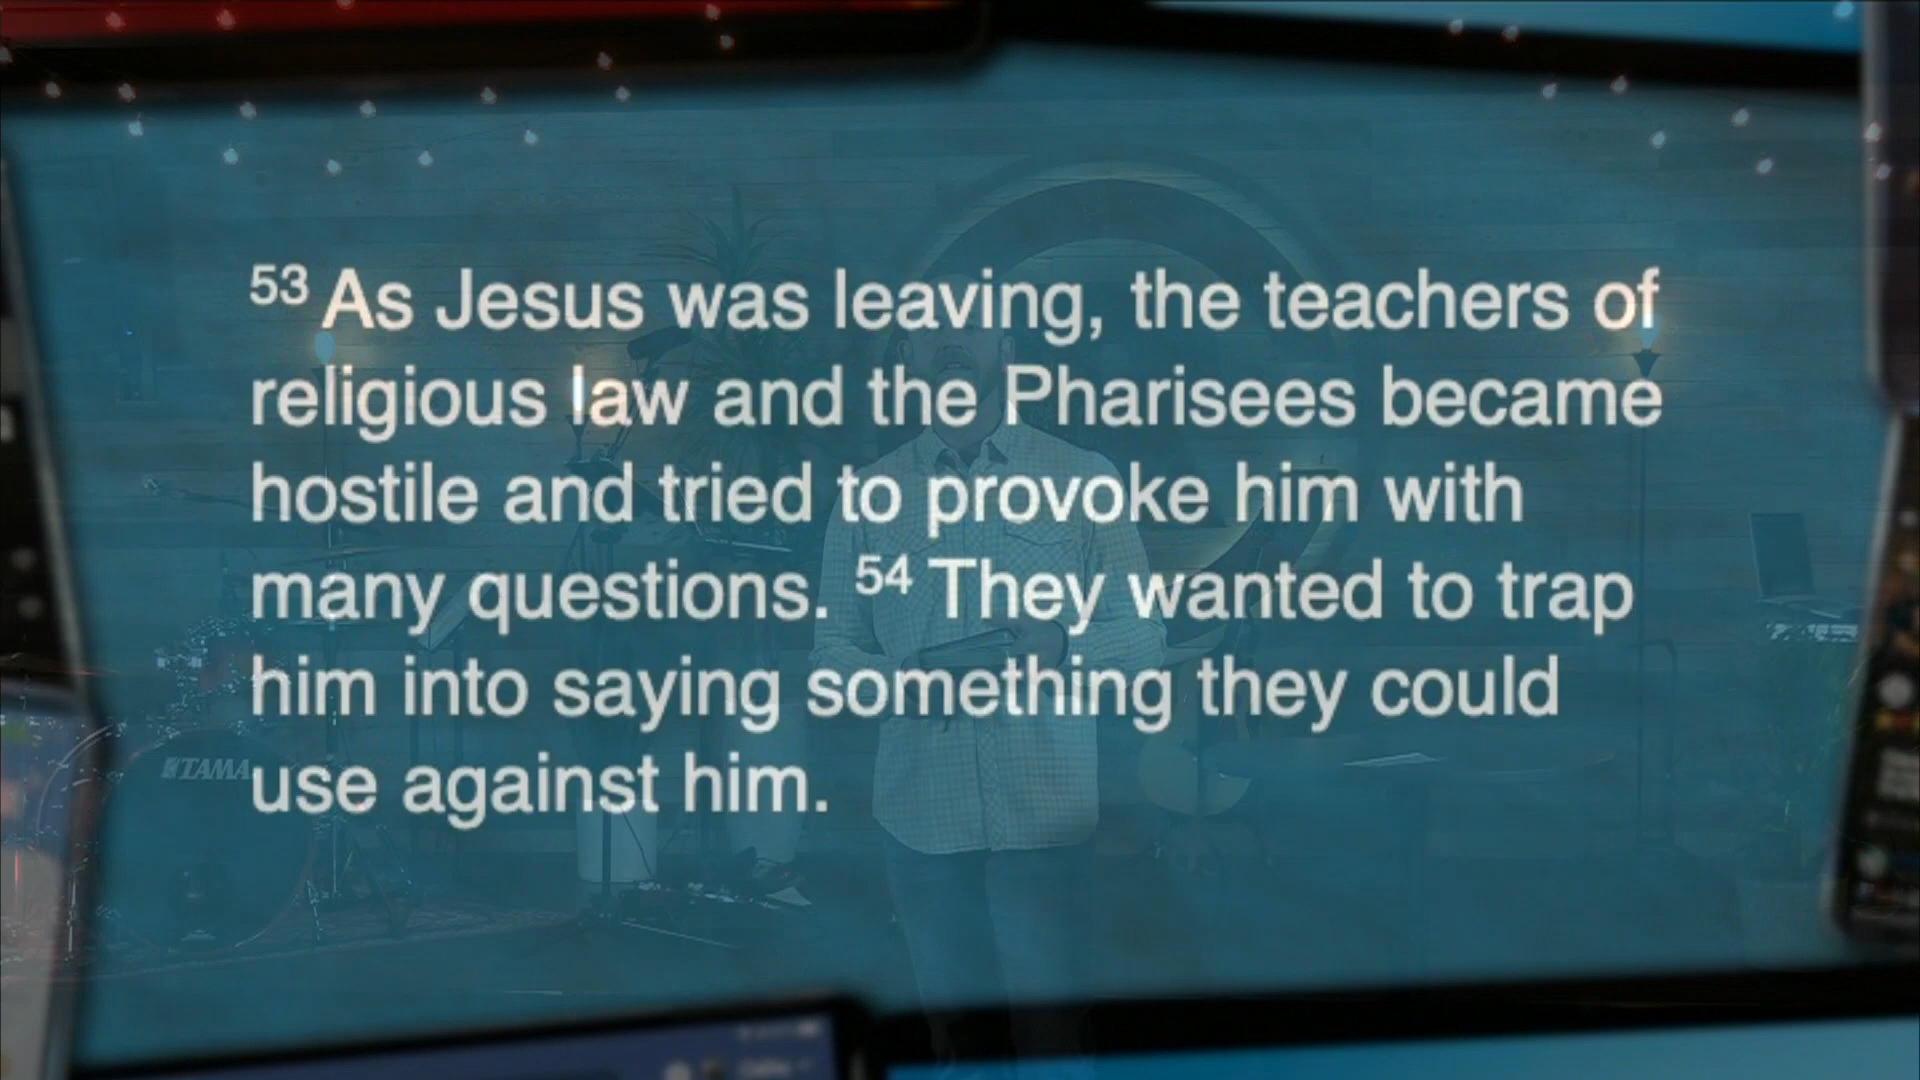 53 As Jesus was leaving, the teachers of
religious law and the Pharisees became
hostile and tried to provoke him with
many questions. 54 They wanted to trap
him into saying something they could
use against him.
TAMA